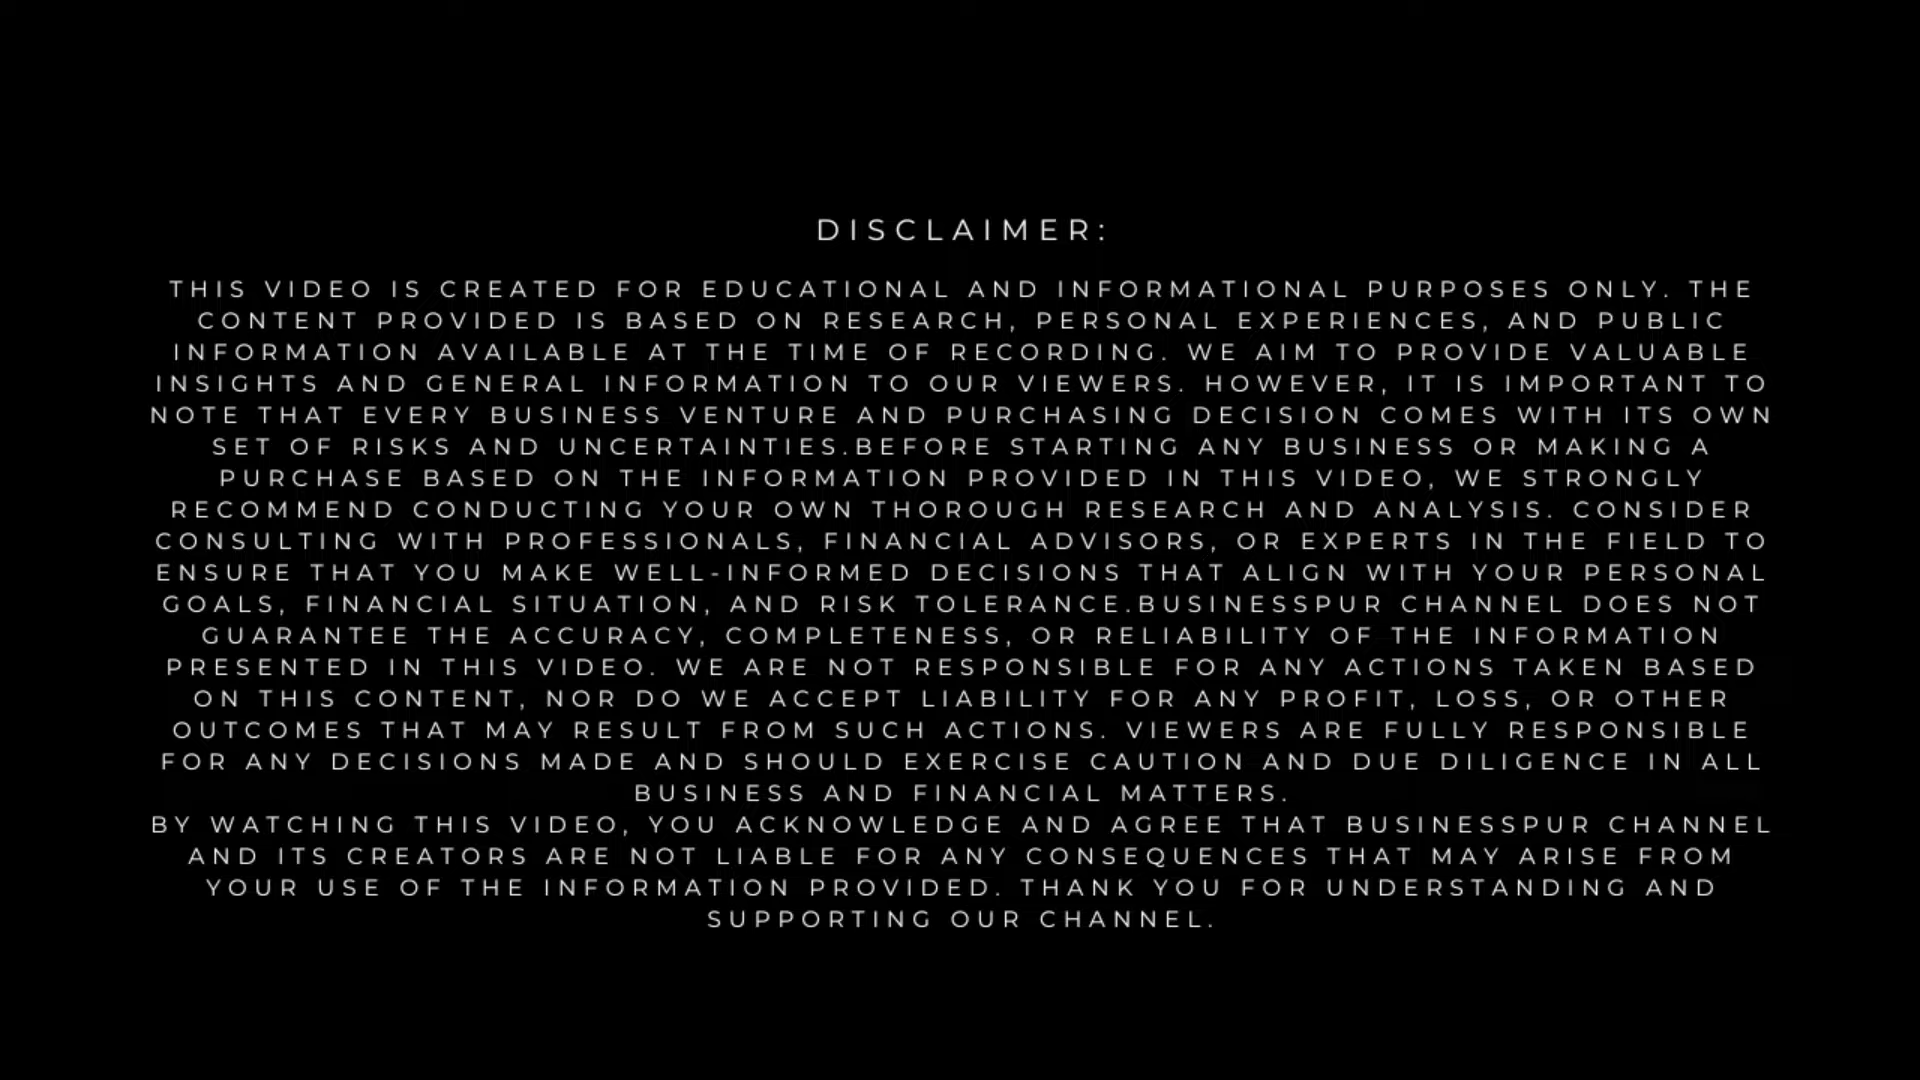 DISCLAIMER:
THIS VIDEO IS CREATED FOR EDUCATIONAL AND INFORMATIONAL PURPOSES ONLY. THE
CONTENT PROVIDED IS BASED ON RESEARCH, PERSONAL EXPERIENCES, AND PUBLIC
INFORMATION AVAILABLE AT THE TIME OF RECORDING. WE AIM TO PROVIDE VALUABLE
INSIGHTS AND GENERAL INFORMATION TO OUR VIEWERS. HOWEVER, IT IS IMPORTANT TO
NOTE THAT EVERY BUSINESS VENTURE AND PURCHASING DECISION COMES WITH ITS OWN
SET OF RISKS AND UNCERTAINTIES.BEFORE STARTING ANY BUSINESS OR MAKING A
PURCHASE BASED ON THE INFORMATION PROVIDED IN THIS VIDEO, WE STRONGLY
RECOMMEND CONDUCTING YOUR OWN THOROUGH RESEARCH AND ANALYSIS. CONSIDER
CONSULTING WITH PROFESSIONALS, FINANCIAL ADVISORS, OR EXPERTS IN THE FIELD TO
ENSURE THAT YOU MAKE WELL-INFORMED DECISIONS THAT ALIGN WITH YOUR PERSONAL
GOALS, FINANCIAL SITUATION, AND RISK TOLERANCE.BUSINESSPUR CHANNEL DOES NOT
GUARANTEE THE ACCURACY, COMPLETENESS, OR RELIABILITY OF THE INFORMATION
PRESENTED IN THIS VIDEO. WE ARE NOT RESPONSIBLE FOR ANY ACTIONS TAKEN BASED
ON THIS CONTENT, NOR DO WE ACCEPT LIABILITY FOR ANY PROFIT, LOSS, OR OTHER
OUTCOMES THAT MAY RESULT FROM SUCH ACTIONS. VIEWERS ARE FULLY RESPONSIBLE
FOR ANY DECISIONS MADE AND SHOULD EXERCISE CAUTION AND DUE DILIGENCE IN ALL
BUSINESS AND FINANCIAL MATTERS.
BY WATCHING THIS VIDEO, YOU ACKNOWLEDGE AND AGREE THAT BUSINESSPUR CHANNEL
AND ITS CREATORS ARE NOT LIABLE FOR ANY CONSEQUENCES THAT MAY ARISE FROM
YOUR USE OF THE INFORMATION PROVIDED. THANK YOU FOR UNDERSTANDING AND
SUPPORTING OUR CHANNEL.